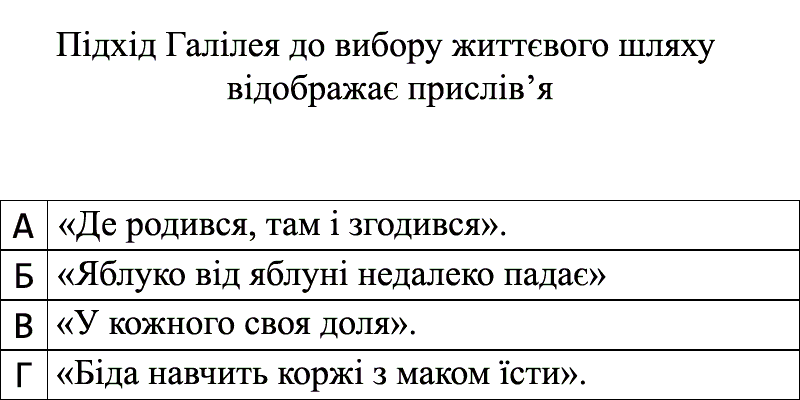 Підхід Галілея до вибору життєвого шляху
відображає прислів’я
А «Де родився, там і згодився».
Б «Яблуко від яблуні недалеко падає»
В «У кожного своя доля».
Г «Біда навчить коржі з маком їсти».